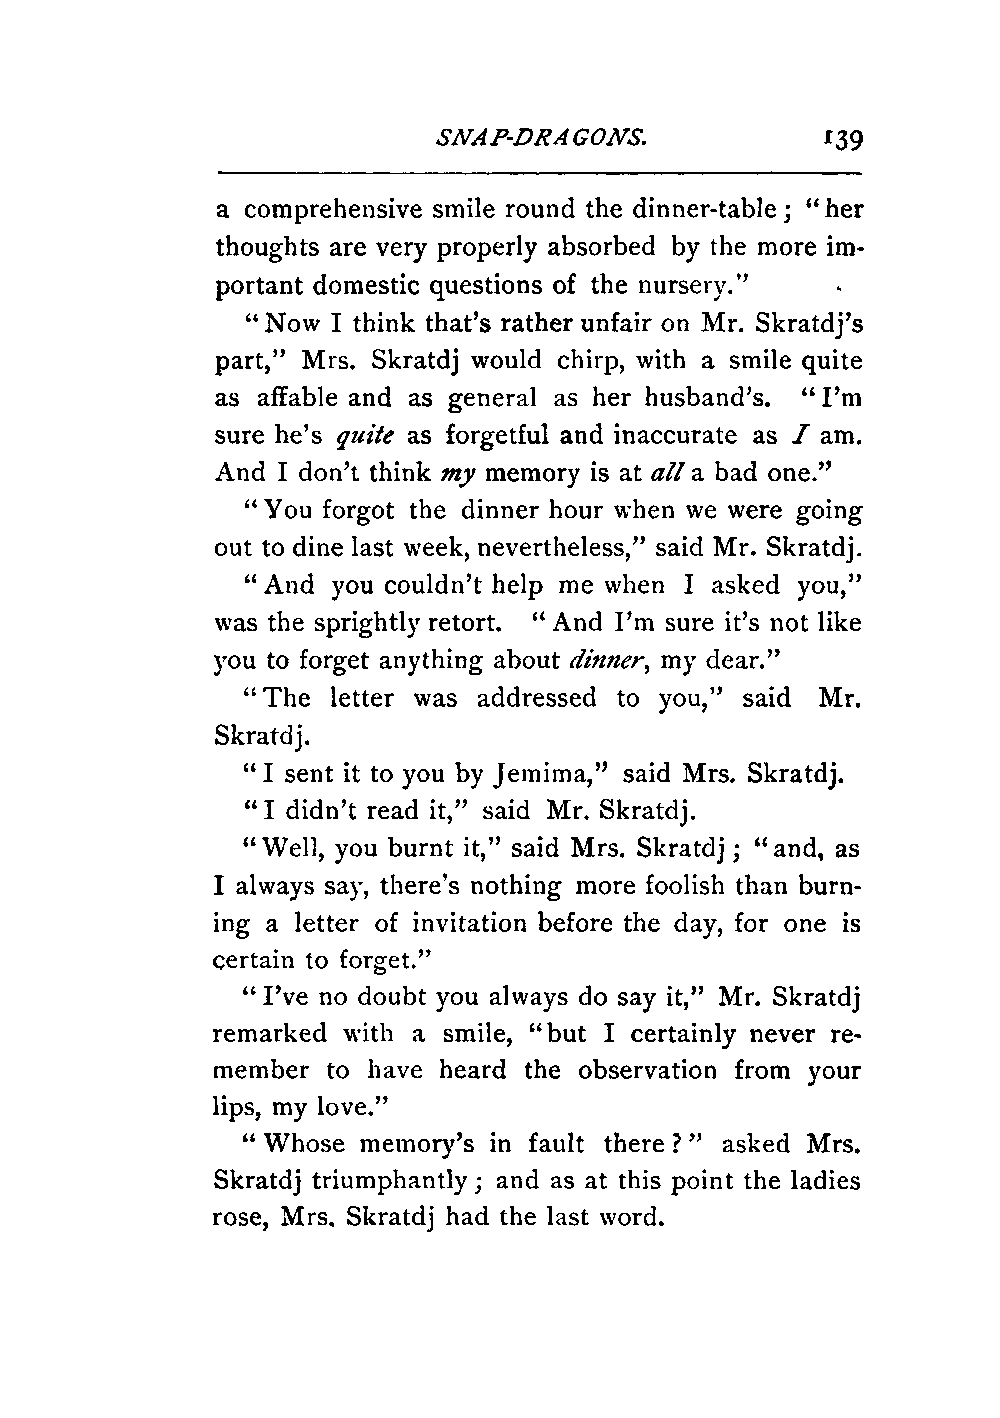 SNAP-DRAGONS. 139
a comprehensive smile round the dinner-table; "her
thoughts are very properly absorbed by the more im-
portant domestic questions of the nursery."
"Now I think that's rather unfair on Mr. Skratdj's
part," Mrs. Skratdj would chirp, with a smile quite
as affable and as general as her husband's. "I'm
sure he's quite as forgetful and inaccurate as I am.
And I don't think my memory is at all a bad one."
"You forgot the dinner hour when we were going
out to dine last week, nevertheless," said Mr. Skratdj.
"And you couldn't help me when I asked you,"
was the sprightly retort. "And I'm sure it's not like
you to forget anything about dinner, my dear."
"The letter was addressed to you," said Mr.
Skratdj.
"I sent it to you by Jemima," said Mrs. Skratdj.
"I didn't read it," said Mr. Skratdj.
"Well, you burnt it," said Mrs. Skratdj; "and, as
I always say, there's nothing more foolish than burn-
ing a letter of invitation before the day, for one is
certain to forget."
"I've no doubt you always do say it," Mr. Skratdj
remarked with a smile, "but I certainly never re-
member to have heard the observation from your
lips, my love."
"Whose memory's in fault there?" asked Mrs.
Skratdj triumphantly; and as at this point the ladies
rose, Mrs. Skratdj had the last word.